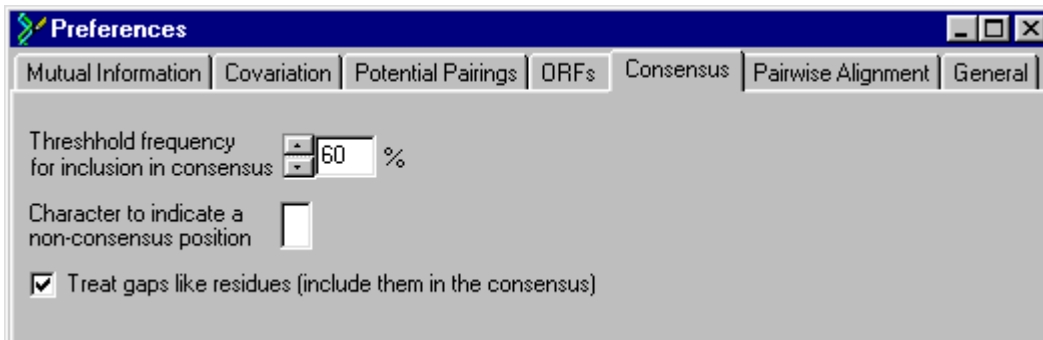 Preferences
Mutual Information Covariation Potential Pairings ORFs Consensus Pairwise Alignment General
Threshhold frequency
for inclusion in consensus 60 %
Character to indicate a
non-consensus position
Treat gaps like residues (include them in the consensus)